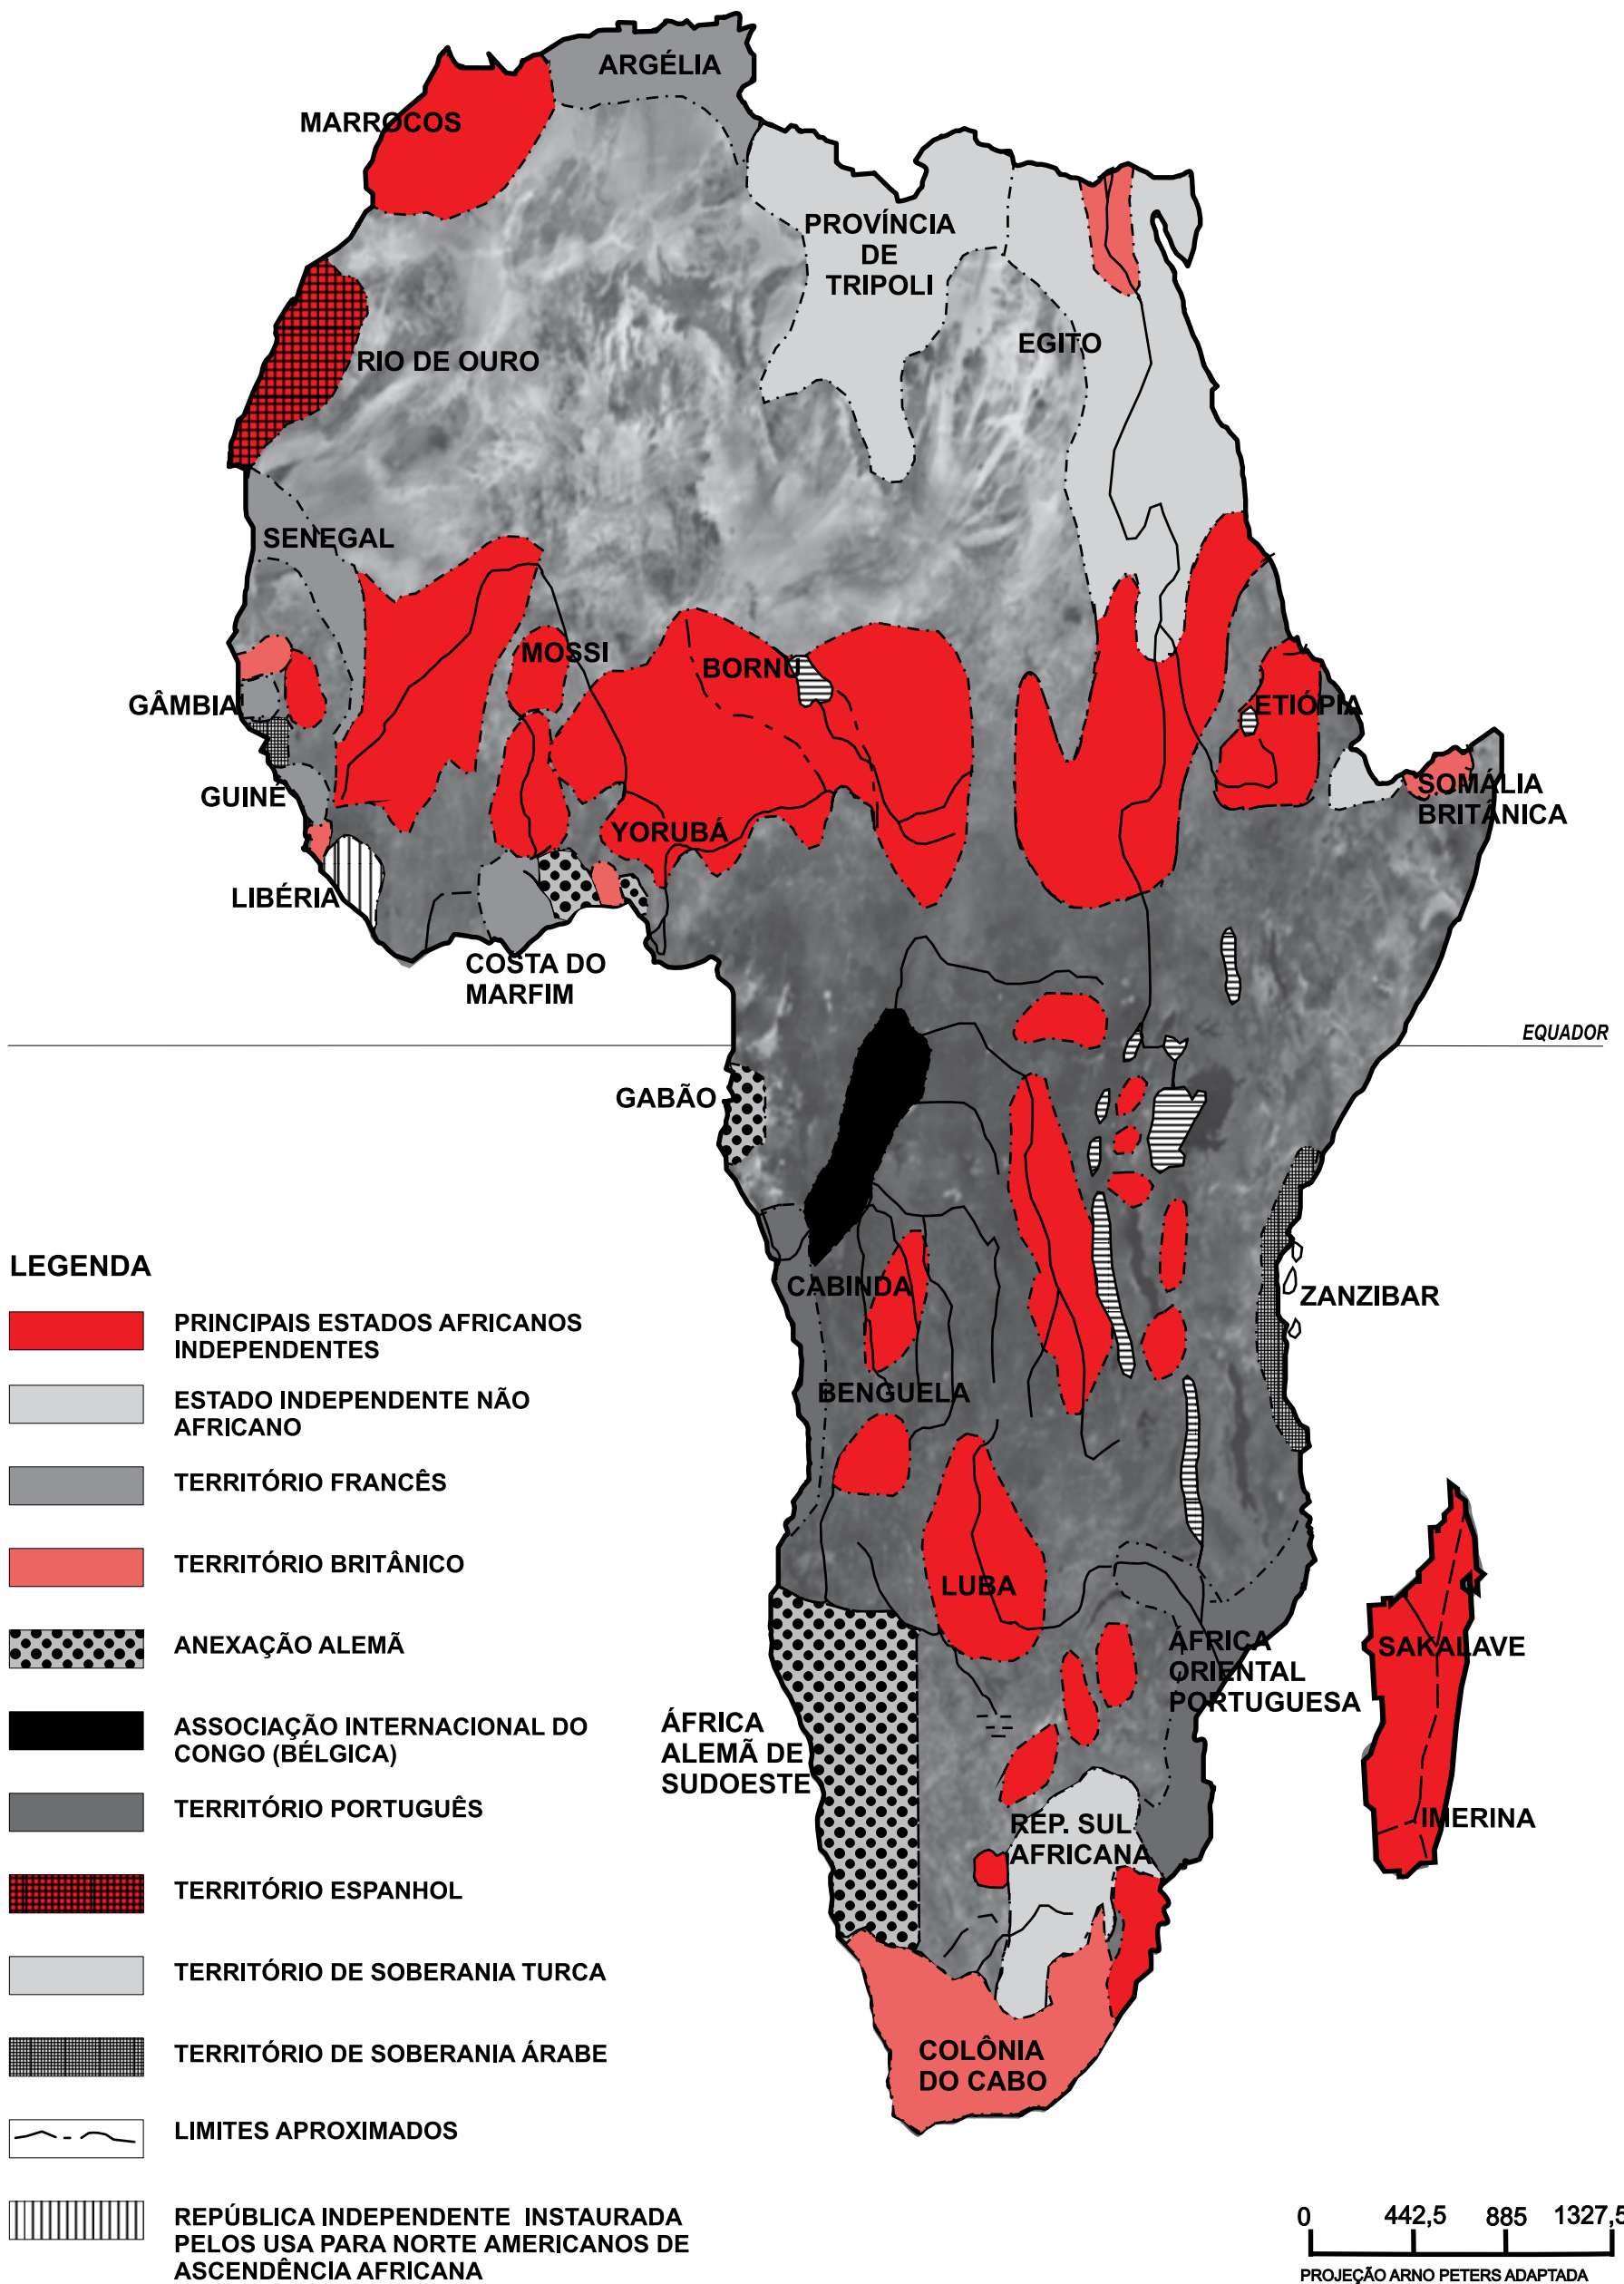 ARGÉLIA
MARROCOS
PROVÍNCIA
DE
TRIPOLI
EGITO
RIO DE OURO
SENEGAL
MOSSI
BORNU
GÂMBIA
ETIÓPIA
GUINÉ
SOMÁLIA
BRITÂNICA
YORUBÁ
LIBÉRIA
COSTA DO
MARFIM
EQUADOR
GABÃO
CABINDA
ZANZIBAR
BENGUELA
LUBA
ÁFRICA
ORIENTAL
PORTUGUESA
SAKALAVE
ÁFRICA
ALEMÃ DE
SUDOESTE
REP. SUL
AFRICANA
IMERINA
COLÔNIA
DO CABO
LEGENDA
PRINCIPAIS ESTADOS AFRICANOS
INDEPENDENTES
ESTADO INDEPENDENTE NÃO
AFRICANO
TERRITÓRIO FRANCÊS
TERRITÓRIO BRITÂNICO
ANEXAÇÃO ALEMÃ
ASSOCIAÇÃO INTERNACIONAL DO
CONGO (BÉLGICA)
TERRITÓRIO PORTUGUÊS
TERRITÓRIO ESPANHOL
TERRITÓRIO DE SOBERANIA TURCA
TERRITÓRIO DE SOBERANIA ÁRABE
LIMITES APROXIMADOS
REPÚBLICA INDEPENDENTE INSTAURADA
PELOS USA PARA NORTE AMERICANOS DE
ASCENDÊNCIA AFRICANA
0 442,5 885 1327,5
PROJEÇÃO ARNO PETERS ADAPTADA